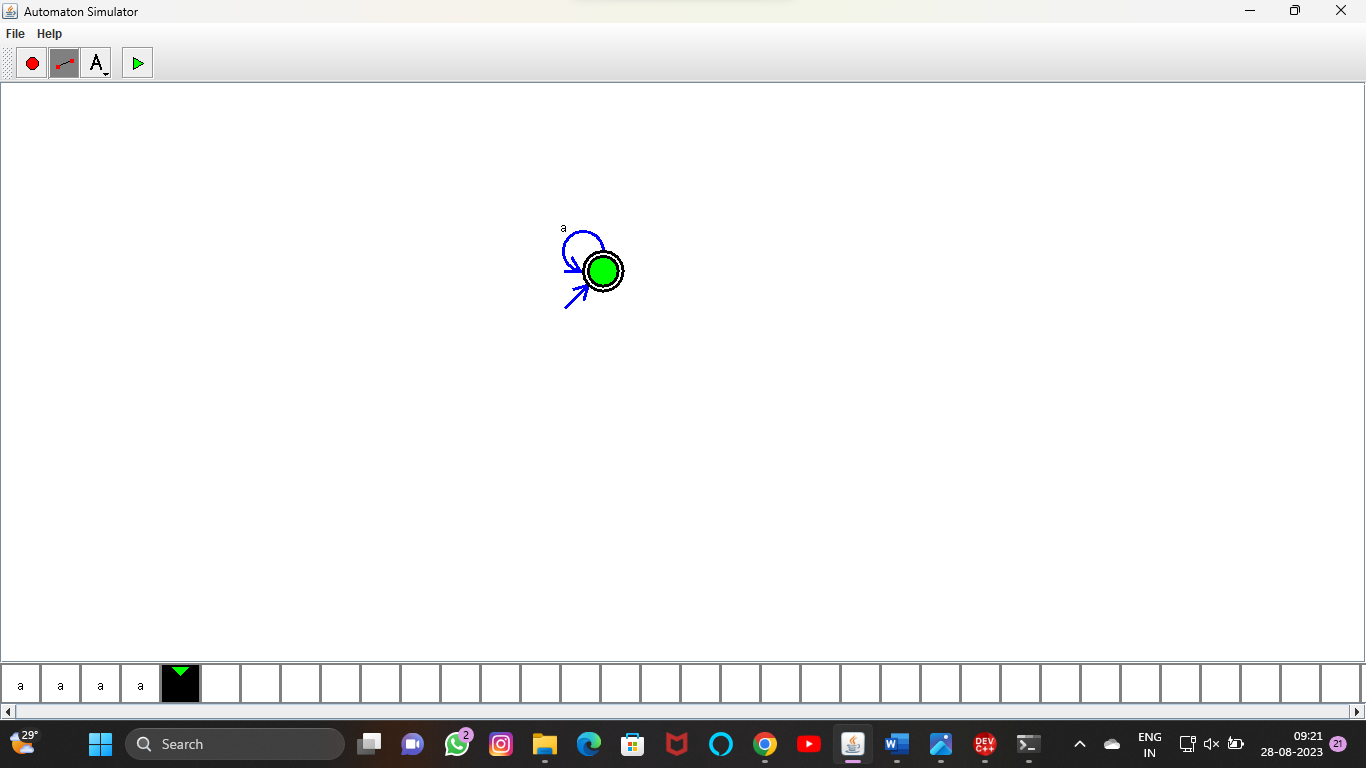 Automaton Simulator
File Help
A
a
a a a a
29°
Search
2
DEV
C++
ENG
IN
09:21
28-08-2023
21